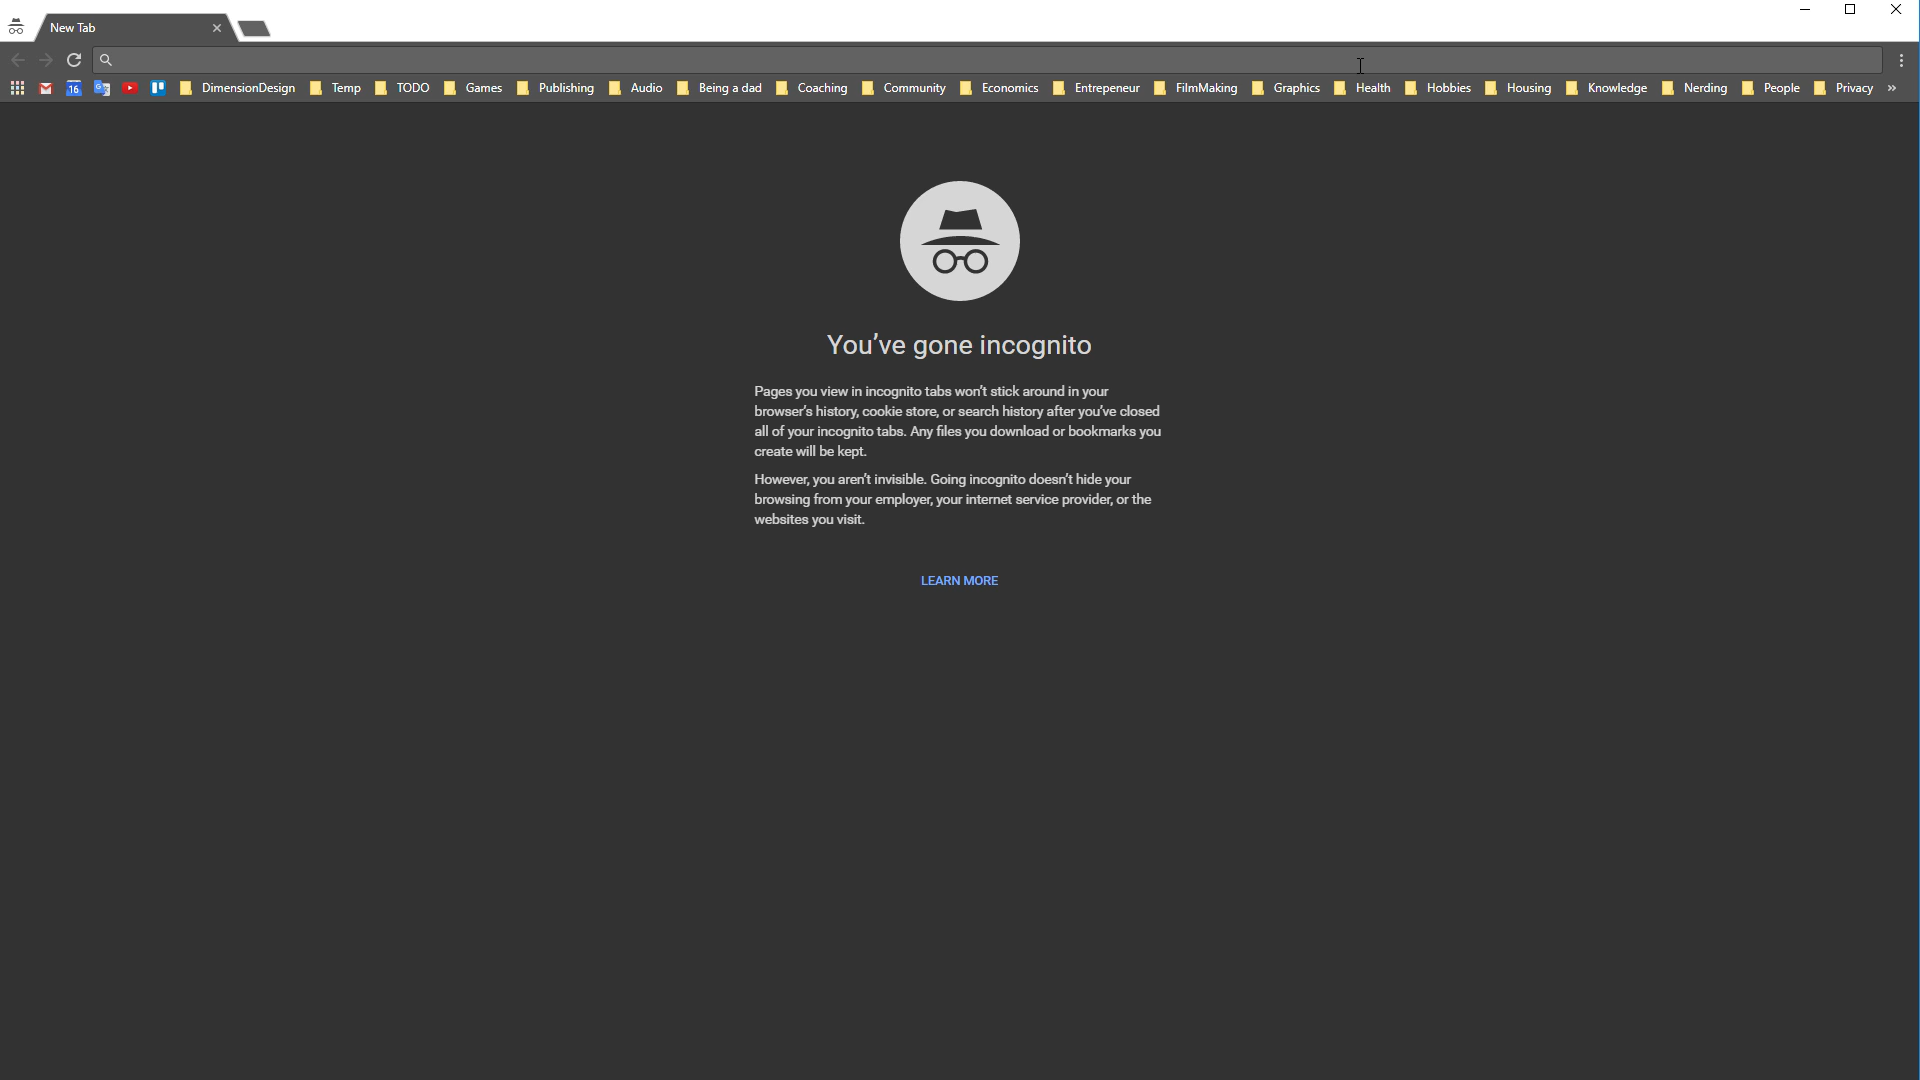 New Tab
16
DimensionDesign Temp TODO Games Publishing Audio Being a dad Coaching Community Economics Entrepeneur FilmMaking Graphics Health Hobbies Housing Knowledge Nerding People Privacy »
You’ve gone incognito
Pages you view in incognito tabs won’t stick around in your
browser’s history, cookie store, or search history after you’ve closed
all of your incognito tabs. Any files you download or bookmarks you
create will be kept.
However, you aren’t invisible. Going incognito doesn’t hide your
browsing from your employer, your internet service provider, or the
websites you visit.
LEARN MORE